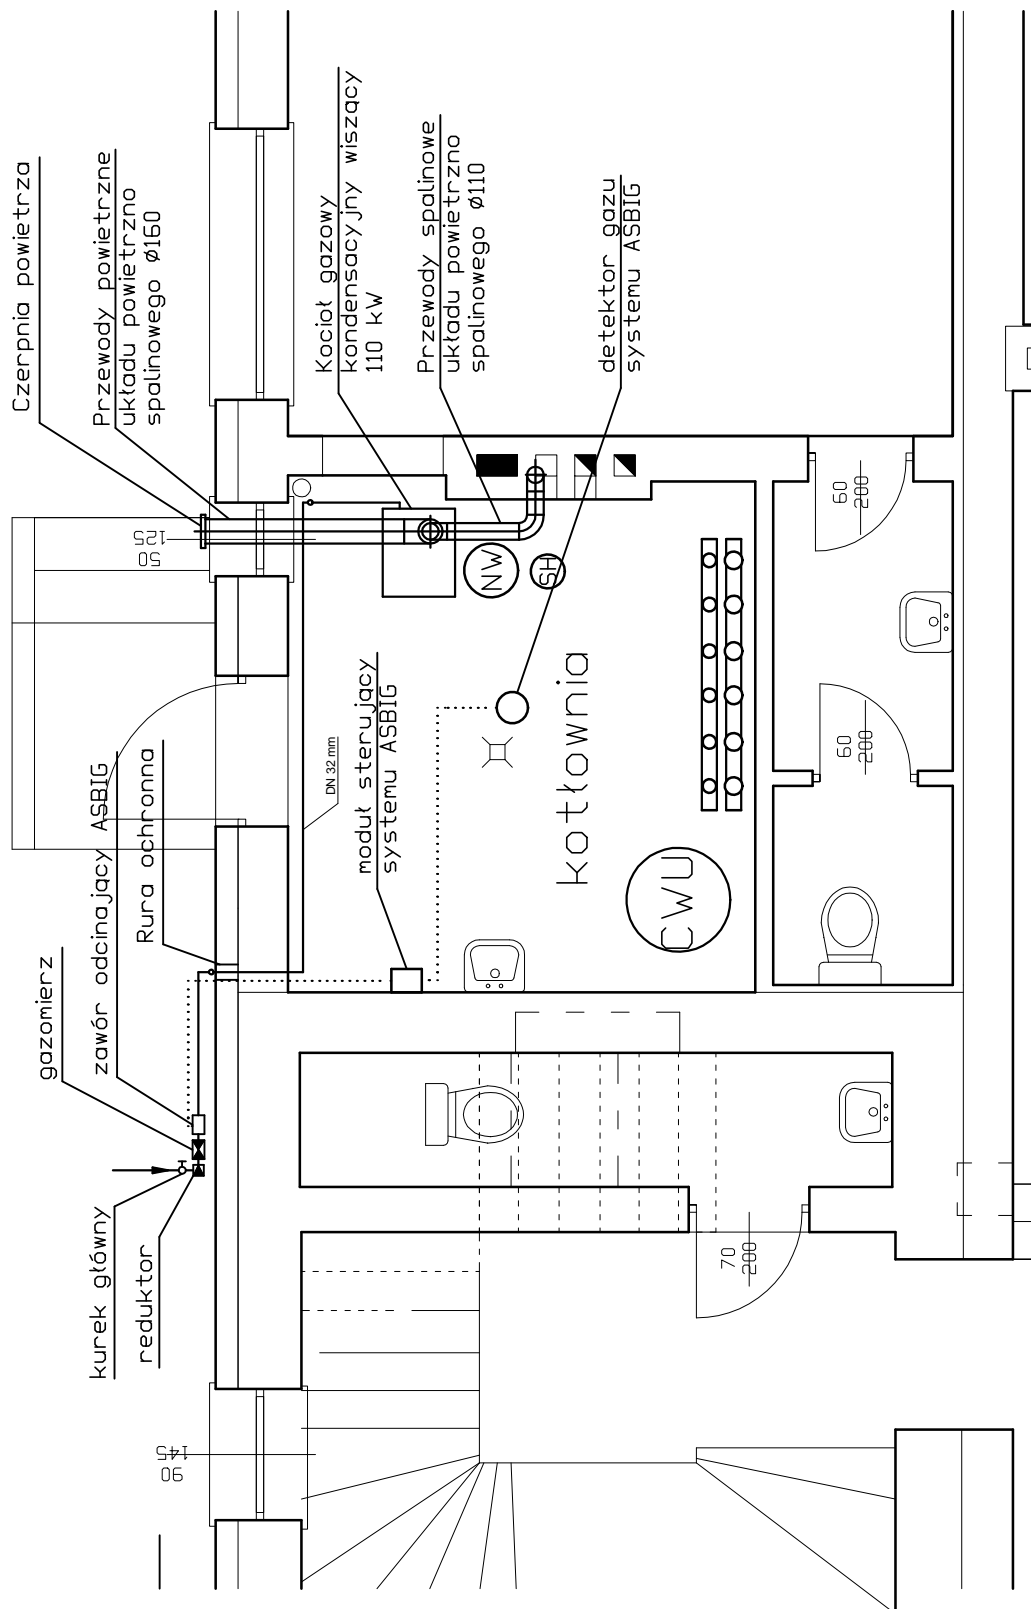 Czerpnia powietrza
Przewody powietrzne
układu powietrzno
spalinowego Ø160
Kocioł gazowy
kondensacyjny wiszący
110 kW
Przewody spalinowe
układu powietrzno
spalinowego Ø110
detektor gazu
systemu ASBIG
50
125
NW
SH
60
200
60
200
moduł sterujący
systemu ASBIG
DN 32 mm
kotłownia
CWU
gazomierz
zawór odcinający ASBIG
Rura ochronna
kurek główny
reduktor
70
200
90
145